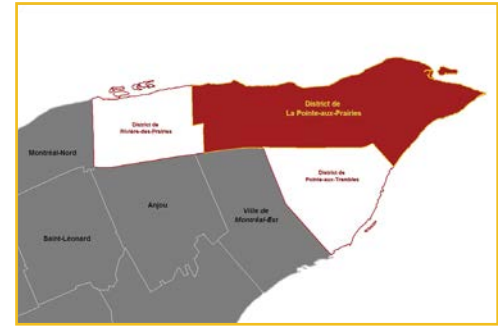 District de
La Pointe-aux-Prairies
District de
Rivière-des-Prairies
Montréal-Nord
District de
Pointe-aux-Trembles
Anjou
Ville de
Montréal-Est
Saint-Léonard